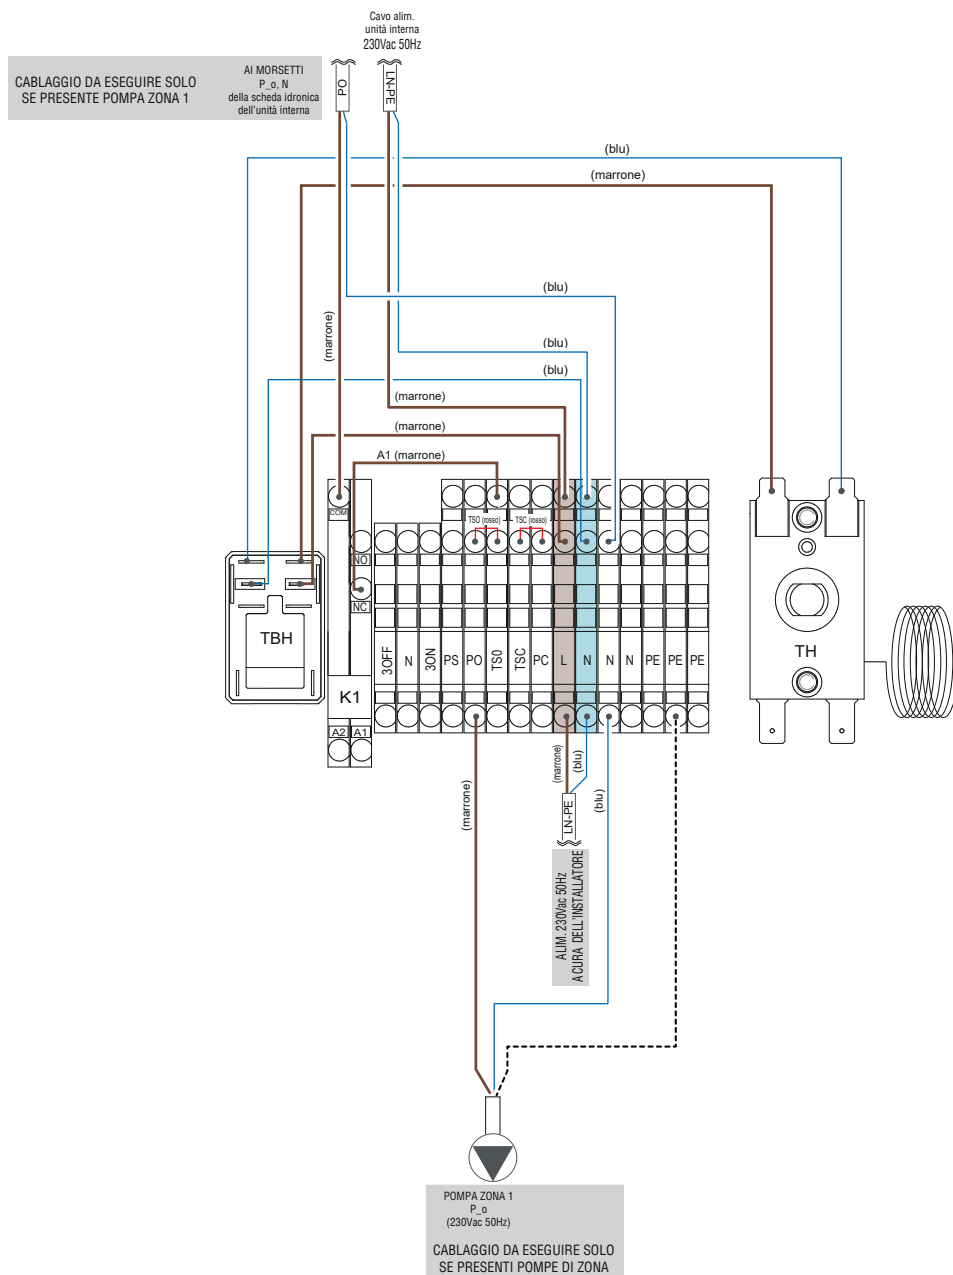 Cavo alim.
unità interna
230Vac 50Hz
CABLAGGIO DA ESEGUIRE SOLO
SE PRESENTE POMPA ZONA 1
AI MORSETTI
P_o, N
della scheda idronica
dell'unità interna
PO
LN-PE
(blu)
(marrone)
(blu)
(marrone)
(blu)
(blu)
(marrone)
(marrone)
A1 (marrone)
COM
TSO (rosso)
TSC (rosso)
NO
NC
TBH
3OFF
N
3ON
PS
PO
TS0
TSC
PC
L
N
N
N
PE
PE
PE
TH
K1
A2
A1
(marrone)
(marrone)
(blu)
(blu)
LN-PE
ALIM. 230Vac 50Hz
A CURA DELL'INSTALLATORE
POMPA ZONA 1
P_o
(230Vac 50Hz)
CABLAGGIO DA ESEGUIRE SOLO
SE PRESENTI POMPE DI ZONA